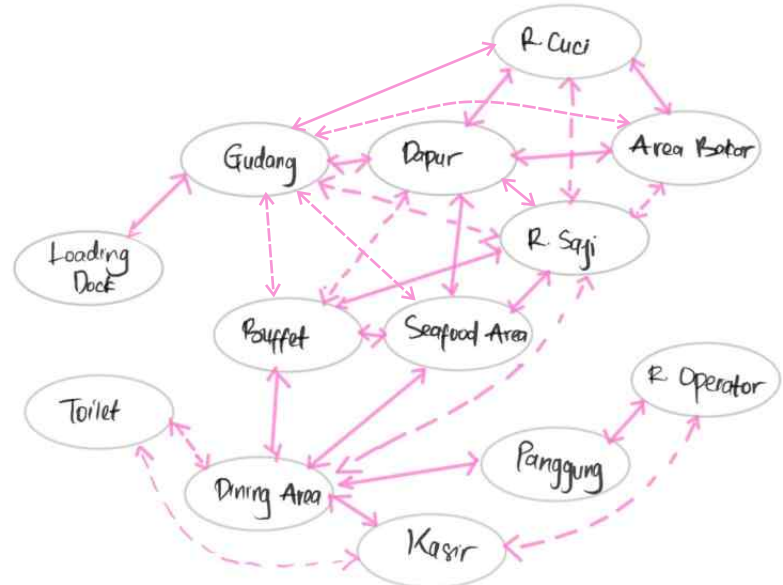 R. Cuci
Gudang
Dapur
Area Bakar
R. Saji
Loading
Dock
Buffet
Seafood Area
Toilet
R. Operator
Panggung
Dining Area
Kasir